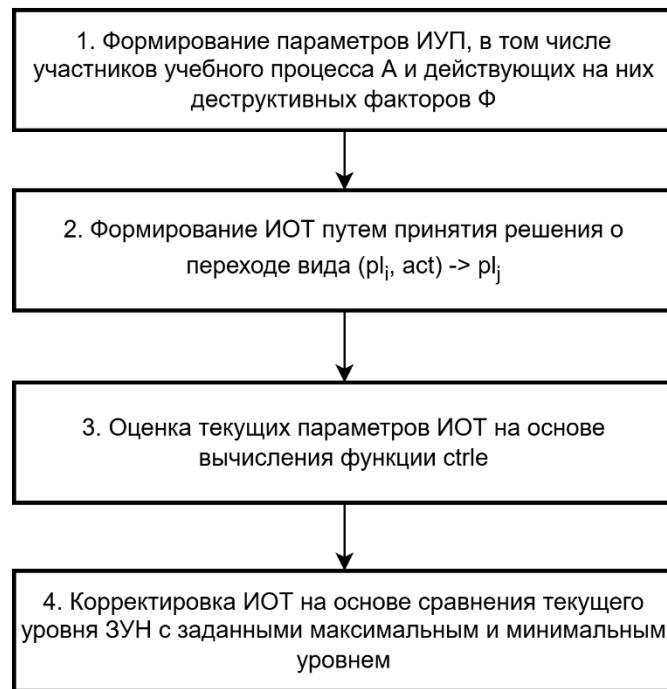 1. Формирование параметров ИУП, в том числе
участников учебного процесса А и действующих на них
деструктивных факторов Ф
2. Формирование ИОТ путем принятия решения о
переходе вида (pl_i, act) -> pl_j
3. Оценка текущих параметров ИОТ на основе
вычисления функции ctrle
4. Корректировка ИОТ на основе сравнения текущего
уровня ЗУН с заданными максимальным и минимальным
уровнем